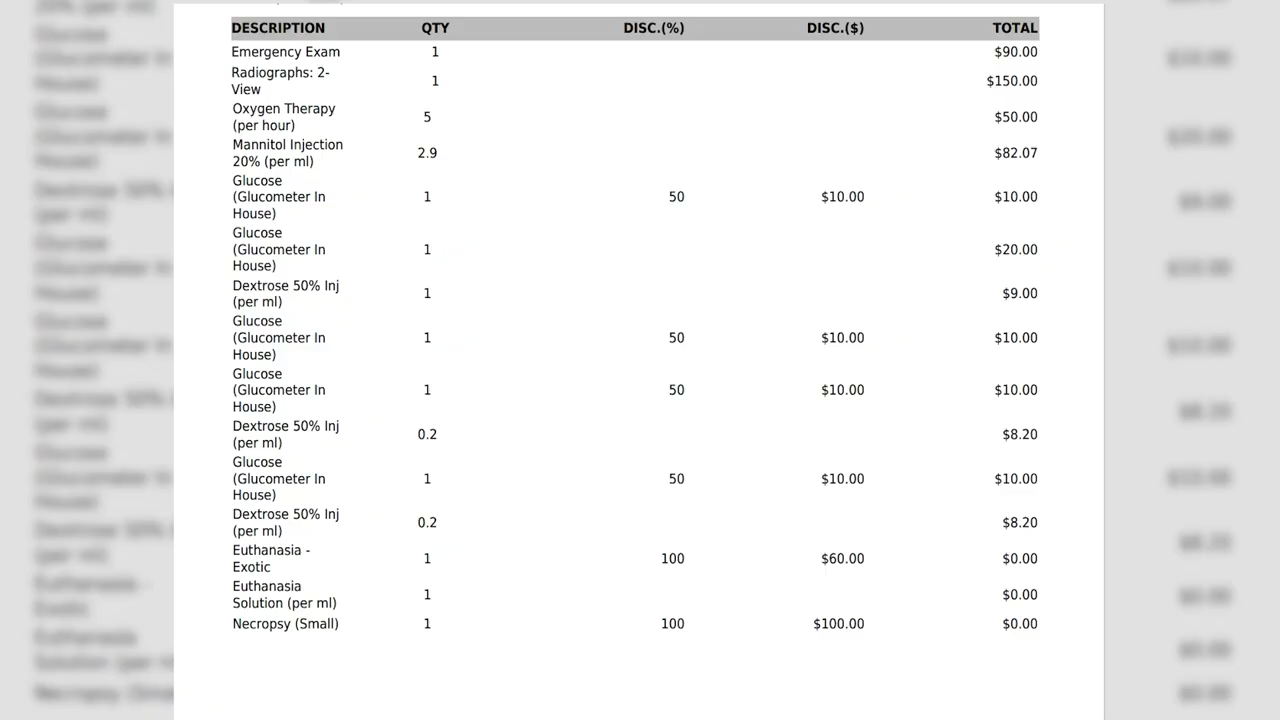 DESCRIPTION QTY DISC.(%) DISC.($) TOTAL
Emergency Exam 1 $90.00
Radiographs: 2-
View 1 $150.00
Oxygen Therapy
(per hour) 5 $50.00
Mannitol Injection
20% (per ml) 2.9 $82.07
Glucose
(Glucometer In 1 50 $10.00 $10.00
House)
Glucose
(Glucometer In 1 $20.00
House)
Dextrose 50% Inj
(per ml) 1 $9.00
Glucose
(Glucometer In 1 50 $10.00 $10.00
House)
Glucose
(Glucometer In 1 50 $10.00 $10.00
House)
Dextrose 50% Inj
(per ml) 0.2 $8.20
Glucose
(Glucometer In 1 50 $10.00 $10.00
House)
Dextrose 50% Inj
(per ml) 0.2 $8.20
Euthanasia -
Exotic 1 100 $60.00 $0.00
Euthanasia
Solution (per ml) 1 $0.00
Necropsy (Small) 1 100 $100.00 $0.00